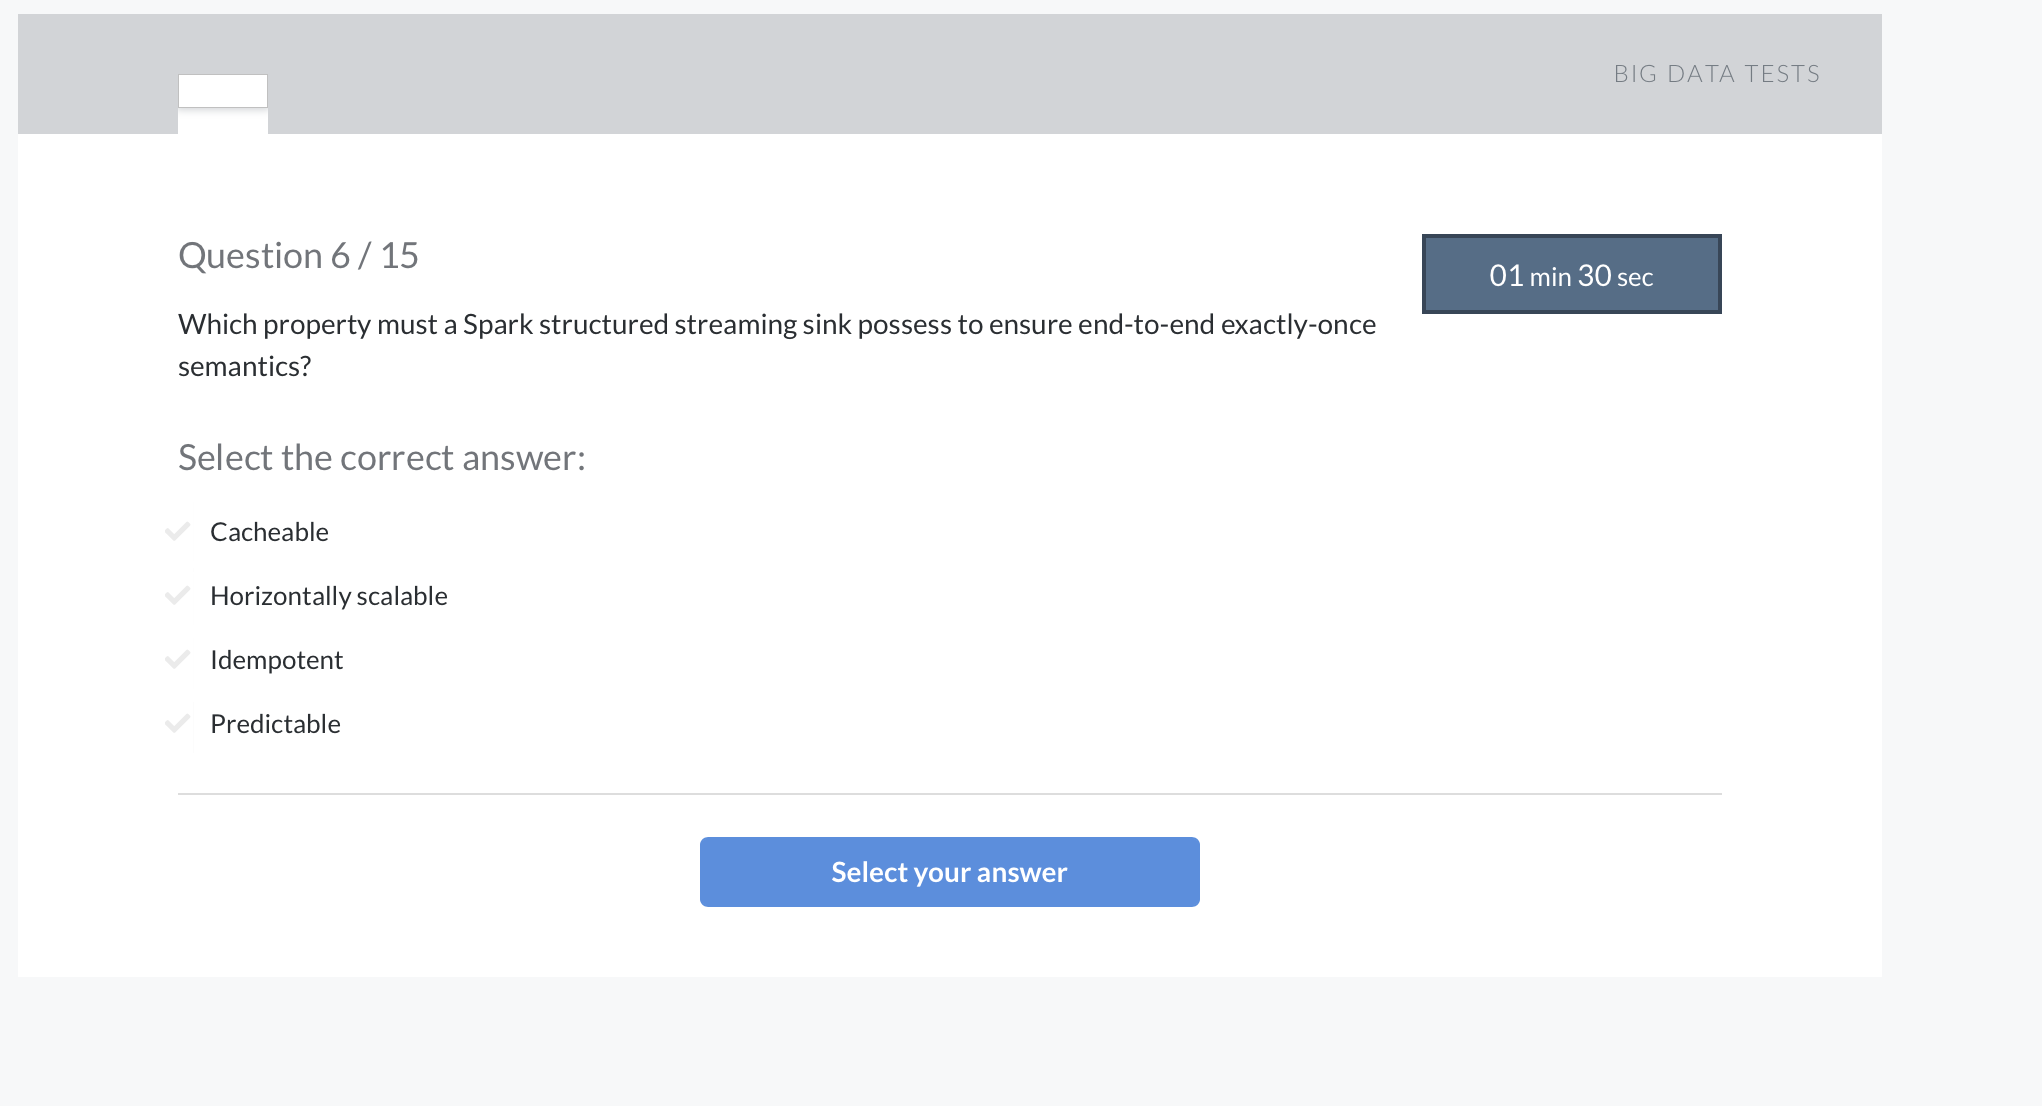 BIG DATA TESTS
Question 6 / 15
01 min 30 sec
Which property must a Spark structured streaming sink possess to ensure end-to-end exactly-once
semantics?
Select the correct answer:
Cacheable
Horizontally scalable
Idempotent
Predictable
Select your answer